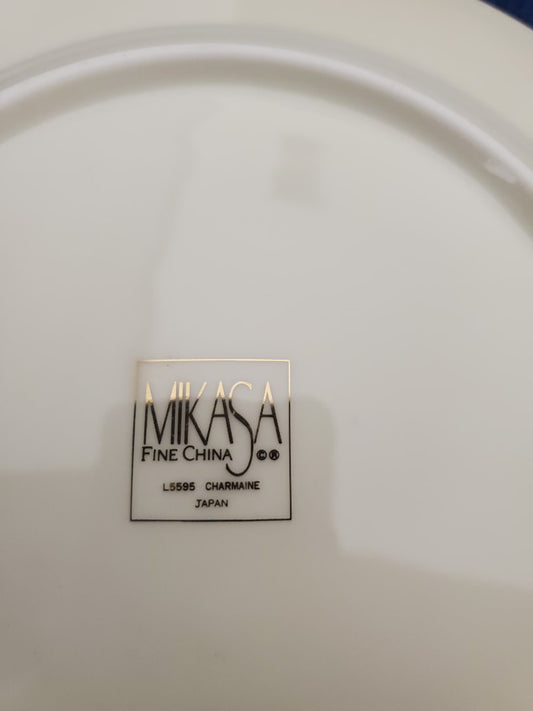 MIKASA
FINE CHINA ©®
L5595 CHARMAINE
JAPAN